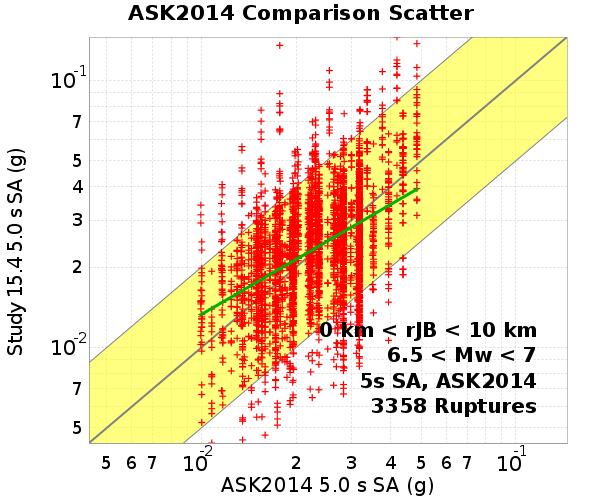 ASK2014 Comparison Scatter
Study 15.4 5.0 s SA (g)
10-1
7
5
4
3
2
10-2
7
5
0 km < rJB < 10 km
6.5 < Mw < 7
5s SA, ASK2014
3358 Ruptures
5 6 7 10-2 2 3 4 5 6 7 10-1
ASK2014 5.0 s SA (g)